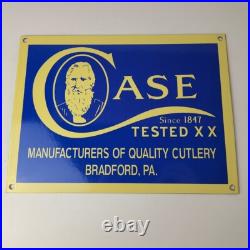 CASE
Since 1847
TESTED XX
MANUFACTURERS OF QUALITY CUTLERY
BRADFORD, PA.